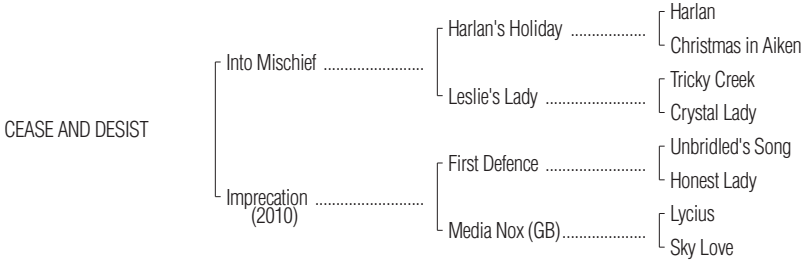 Harlan
Harlan's Holiday ..................
Christmas in Aiken
Into Mischief ........................
Tricky Creek
Leslie's Lady ........................
Crystal Lady
CEASE AND DESIST
Unbridled's Song
First Defence ........................
Honest Lady
Imprecation ..........................
(2010)
Lycius
Media Nox (GB)....................
Sky Love